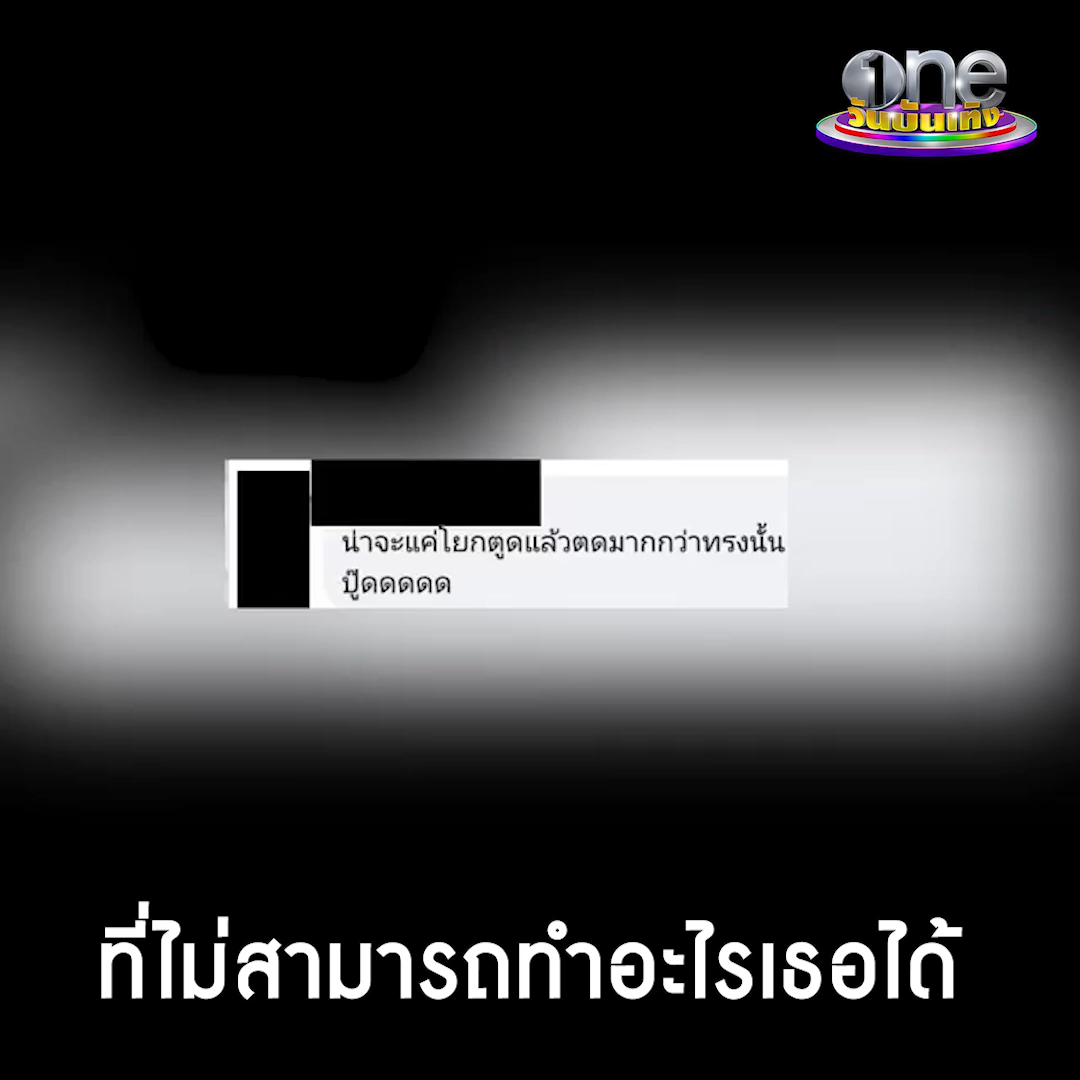 one
วันบันเทิง
น่าจะแค่โยกตูดแล้วตดมากกว่าทรงนั้น
ปู๊ดดดดด
ที่ไม่สามารถทำอะไรเธอได้